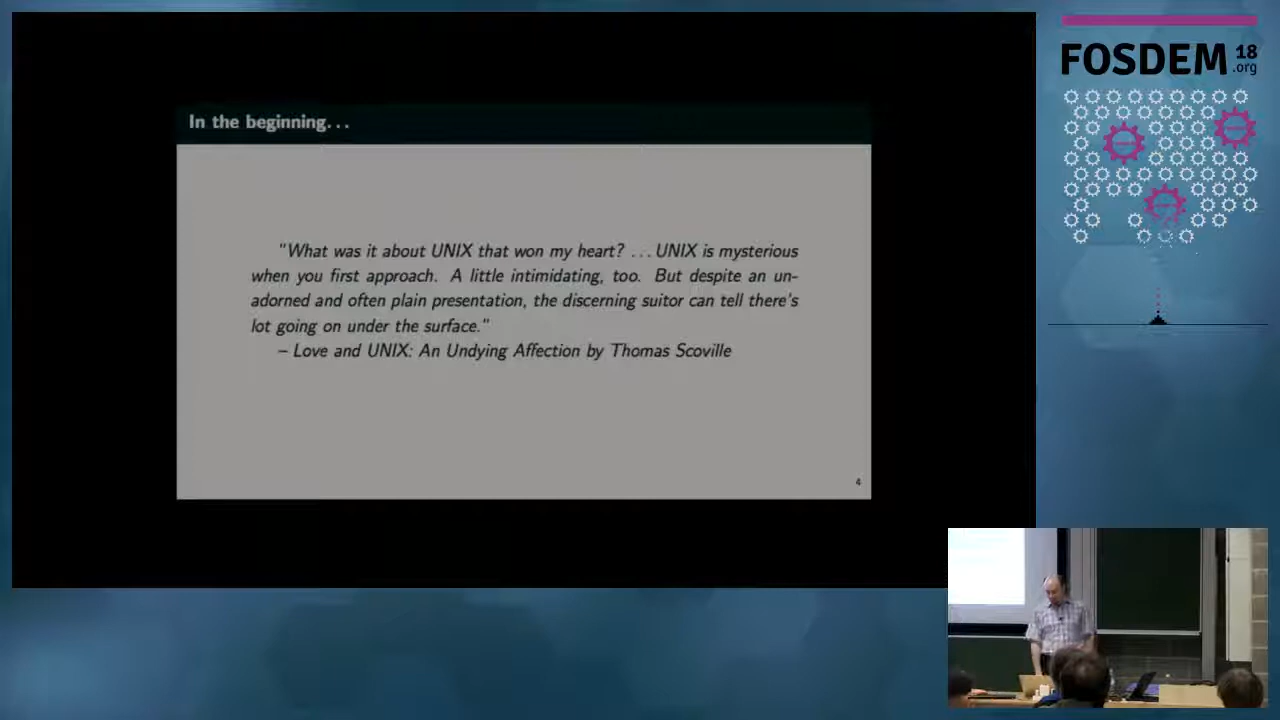 FOSDEM 18
.org
In the beginning...
"What was it about UNIX that won my heart? ... UNIX is mysterious
when you first approach. A little intimidating, too. But despite an un-
adorned and often plain presentation, the discerning suitor can tell there's
lot going on under the surface."
– Love and UNIX: An Undying Affection by Thomas Scoville
4